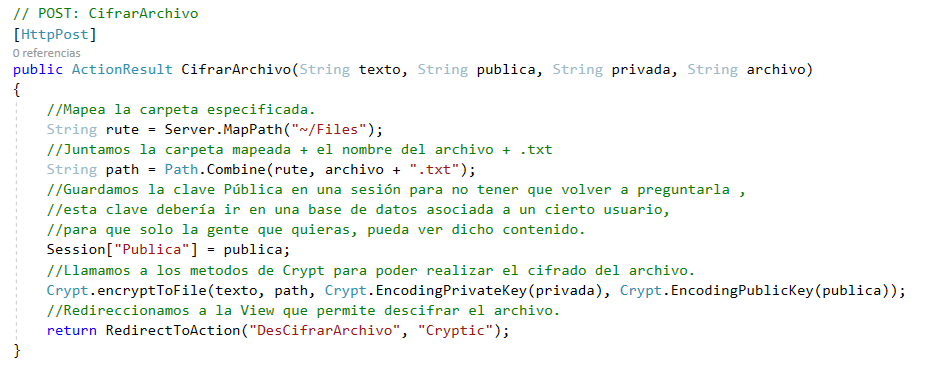 // POST: CifrarArchivo
[HttpPost]
0 referencias
public ActionResult CifrarArchivo(String texto, String publica, String privada, String archivo)
{
//Mapea la carpeta especificada.
String rute = Server.MapPath("~/Files");
//Juntamos la carpeta mapeada + el nombre del archivo + .txt
String path = Path.Combine(rute, archivo + ".txt");
//Guardamos la clave Pública en una sesión para no tener que volver a preguntarla ,
//esta clave debería ir en una base de datos asociada a un cierto usuario,
//para que solo la gente que quieras, pueda ver dicho contenido.
Session["Publica"] = publica;
//Llamamos a los metodos de Crypt para poder realizar el cifrado del archivo.
Crypt.encryptToFile(texto, path, Crypt.EncodingPrivateKey(privada), Crypt.EncodingPublicKey(publica));
//Redireccionamos a la View que permite descifrar el archivo.
return RedirectToAction("DesCifrarArchivo", "Cryptic");
}